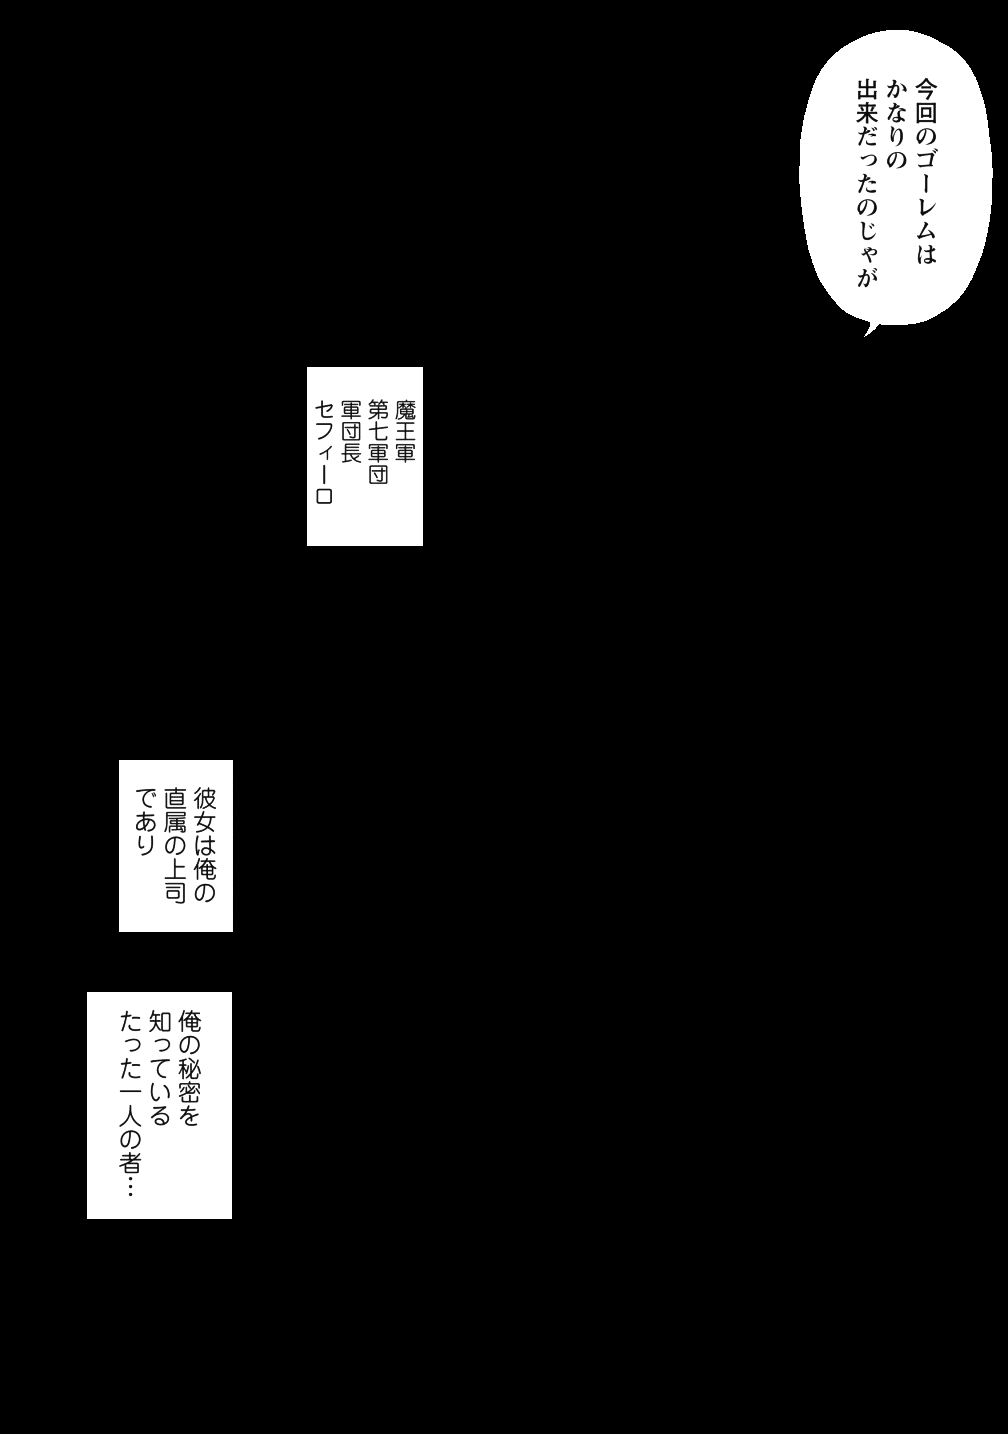 今回のゴーレムは
かなりの
出来だったのじゃが
魔王軍
第七軍団
軍団長
セフィーロ
彼女は俺の
直属の上司
であり
俺の秘密を
知っている
たった一人の者…